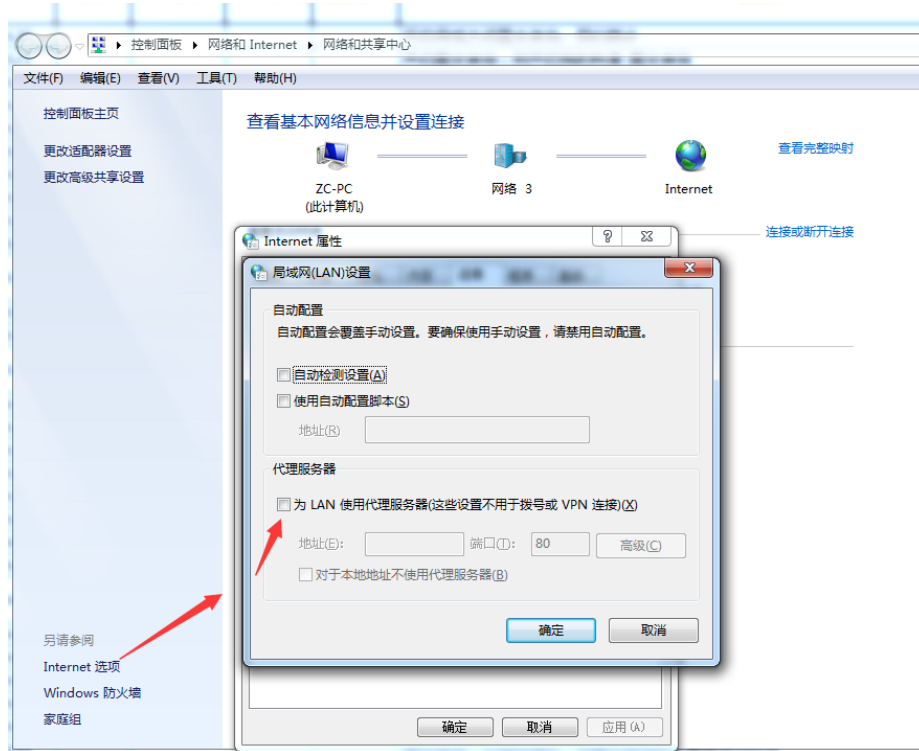 控制面板 ▸ 网络和 Internet ▸ 网络和共享中心
文件(F) 编辑(E) 查看(V) 工具(T) 帮助(H)
控制面板主页
更改适配器设置
更改高级共享设置
查看基本网络信息并设置连接
查看完整映射
ZC-PC
(此计算机)
网络 3
Internet
连接或断开连接
Internet 属性
局域网(LAN)设置
自动配置
自动配置会覆盖手动设置。要确保使用手动设置，请禁用自动配置。
自动检测设置(A)
使用自动配置脚本(S)
地址(R)
代理服务器
为 LAN 使用代理服务器(这些设置不用于拨号或 VPN 连接)(X)
地址(E): 端口(T): 80 高级(C)
对于本地地址不使用代理服务器(B)
确定 取消
另请参阅
Internet 选项
Windows 防火墙
家庭组
确定 取消 应用(A)